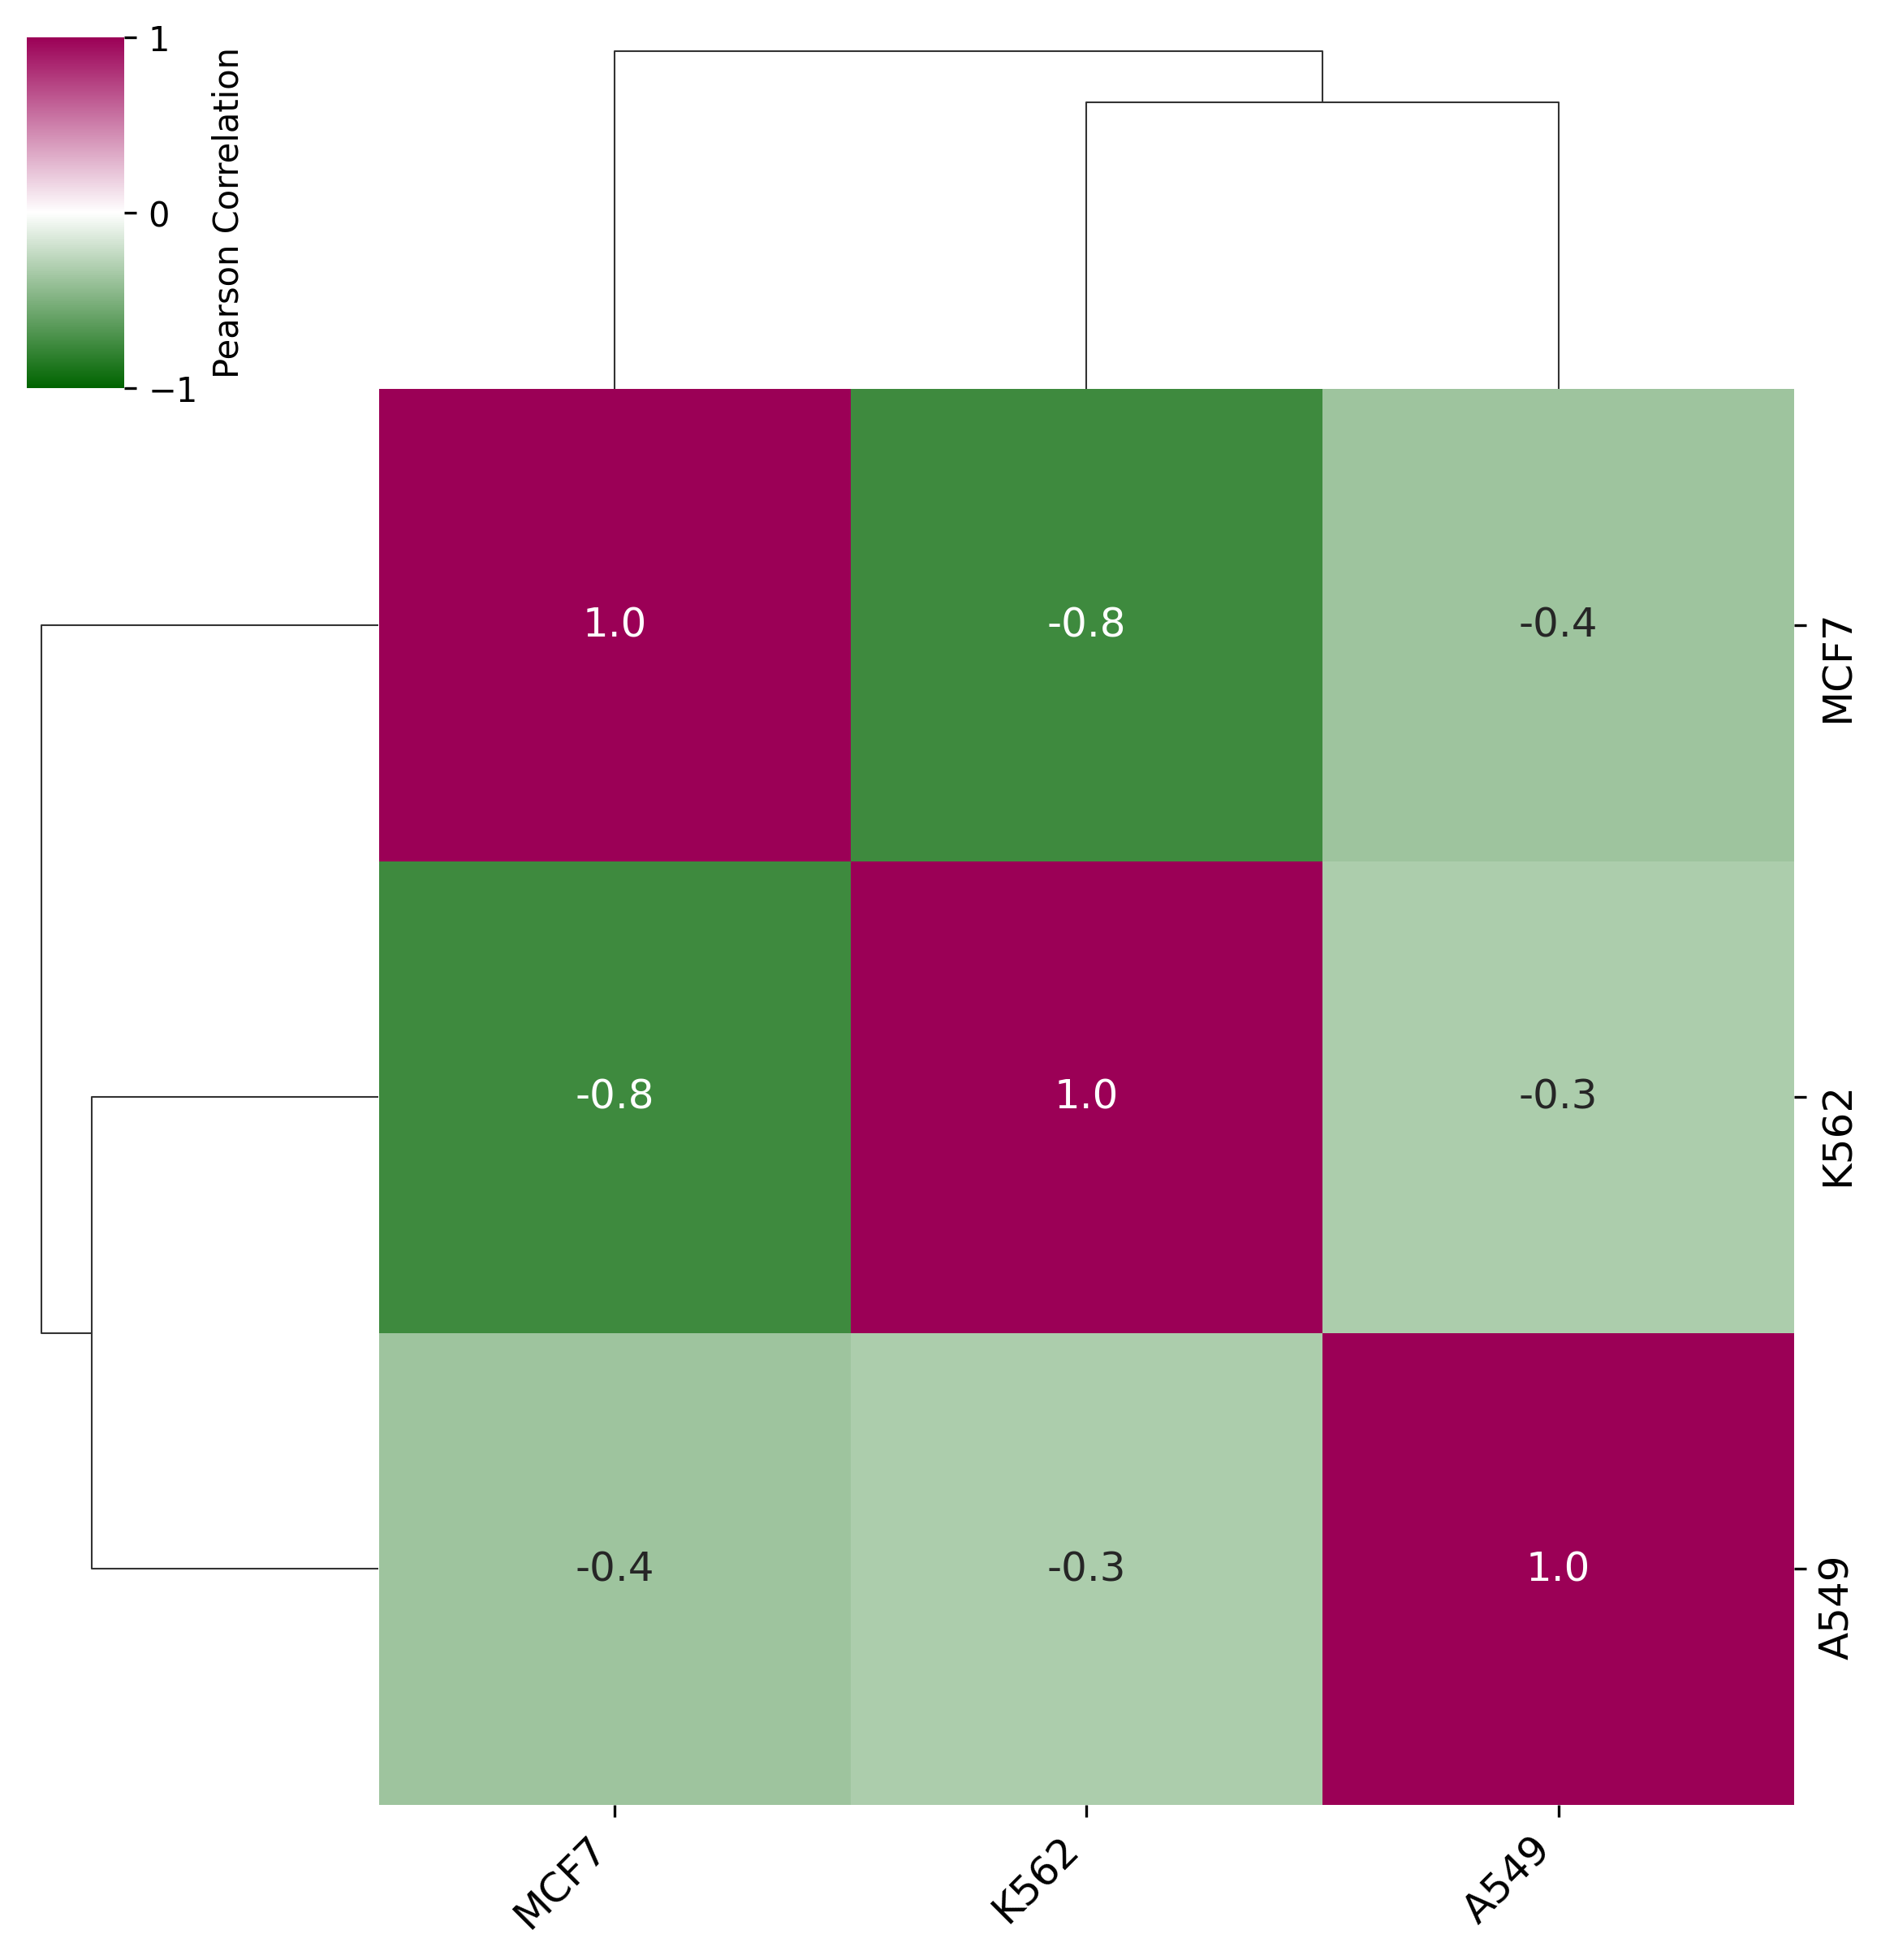 1
0
−1
Pearson Correlation
1.0 -0.8 -0.4
MCF7
-0.8 1.0 -0.3
K562
-0.4 -0.3 1.0
A549
MCF7 K562 A549